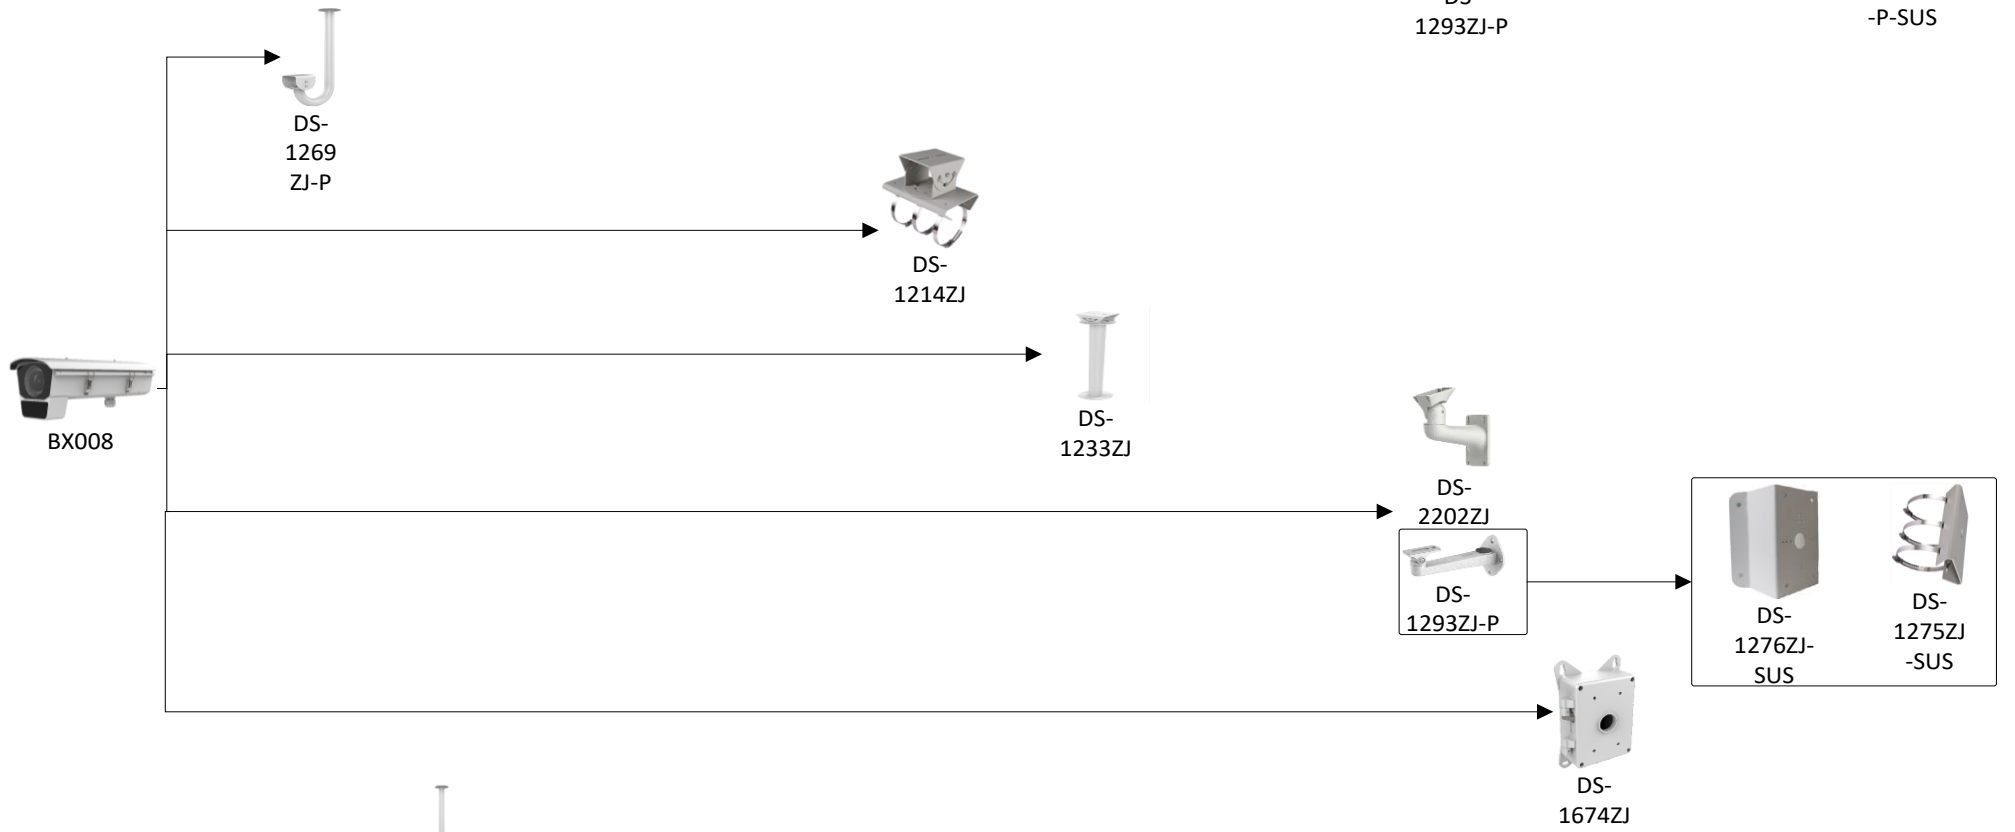 1293ZJ-P
-P-SUS
DS-
1269
ZJ-P
DS-
1214ZJ
BX008
DS-
1233ZJ
DS-
2202ZJ
DS-
1293ZJ-P
DS-
1276ZJ-
SUS
DS-
1275ZJ
-SUS
DS-
1674ZJ